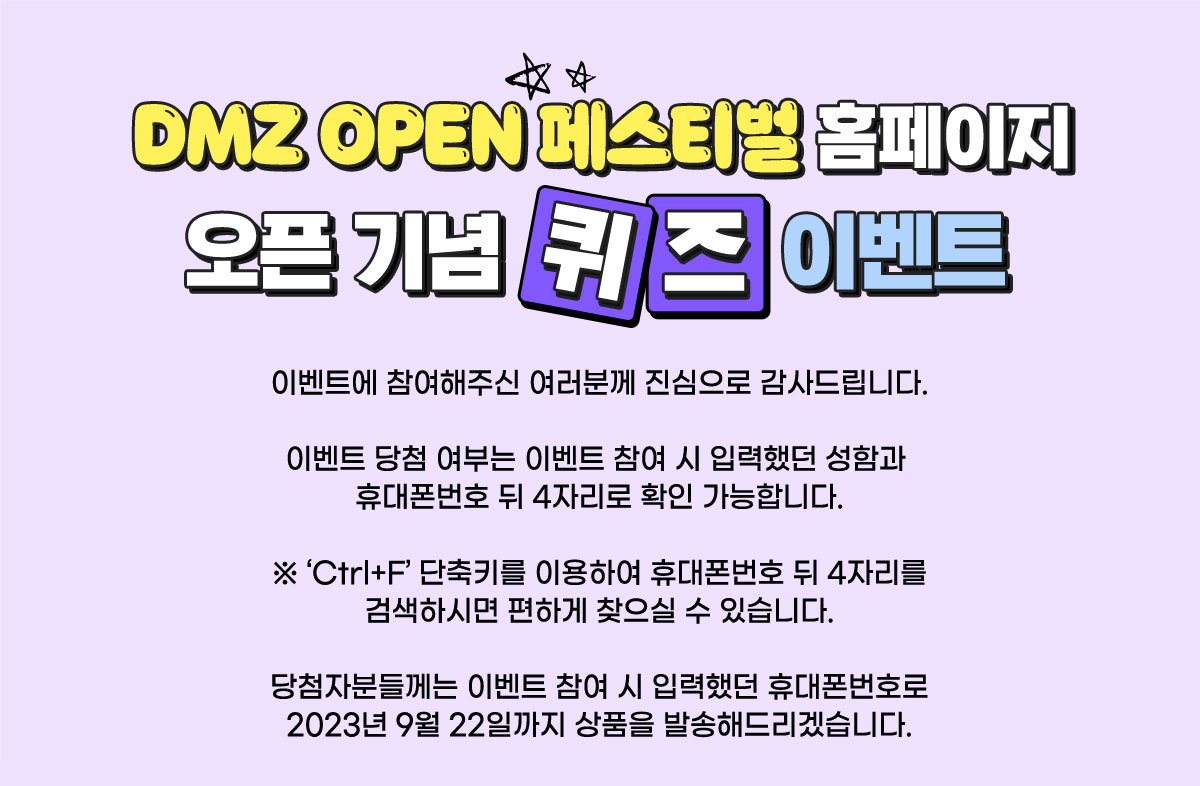 DMZ OPEN 페스티벌 홈페이지
오픈 기념 퀴즈 이벤트
이벤트에 참여해주신 여러분께 진심으로 감사드립니다.
이벤트 당첨 여부는 이벤트 참여 시 입력했던 성함과
휴대폰번호 뒤 4자리로 확인 가능합니다.
※ ‘Ctrl+F’ 단축키를 이용하여 휴대폰번호 뒤 4자리를
검색하시면 편하게 찾으실 수 있습니다.
당첨자분들께는 이벤트 참여 시 입력했던 휴대폰번호로
2023년 9월 22일까지 상품을 발송해드리겠습니다.